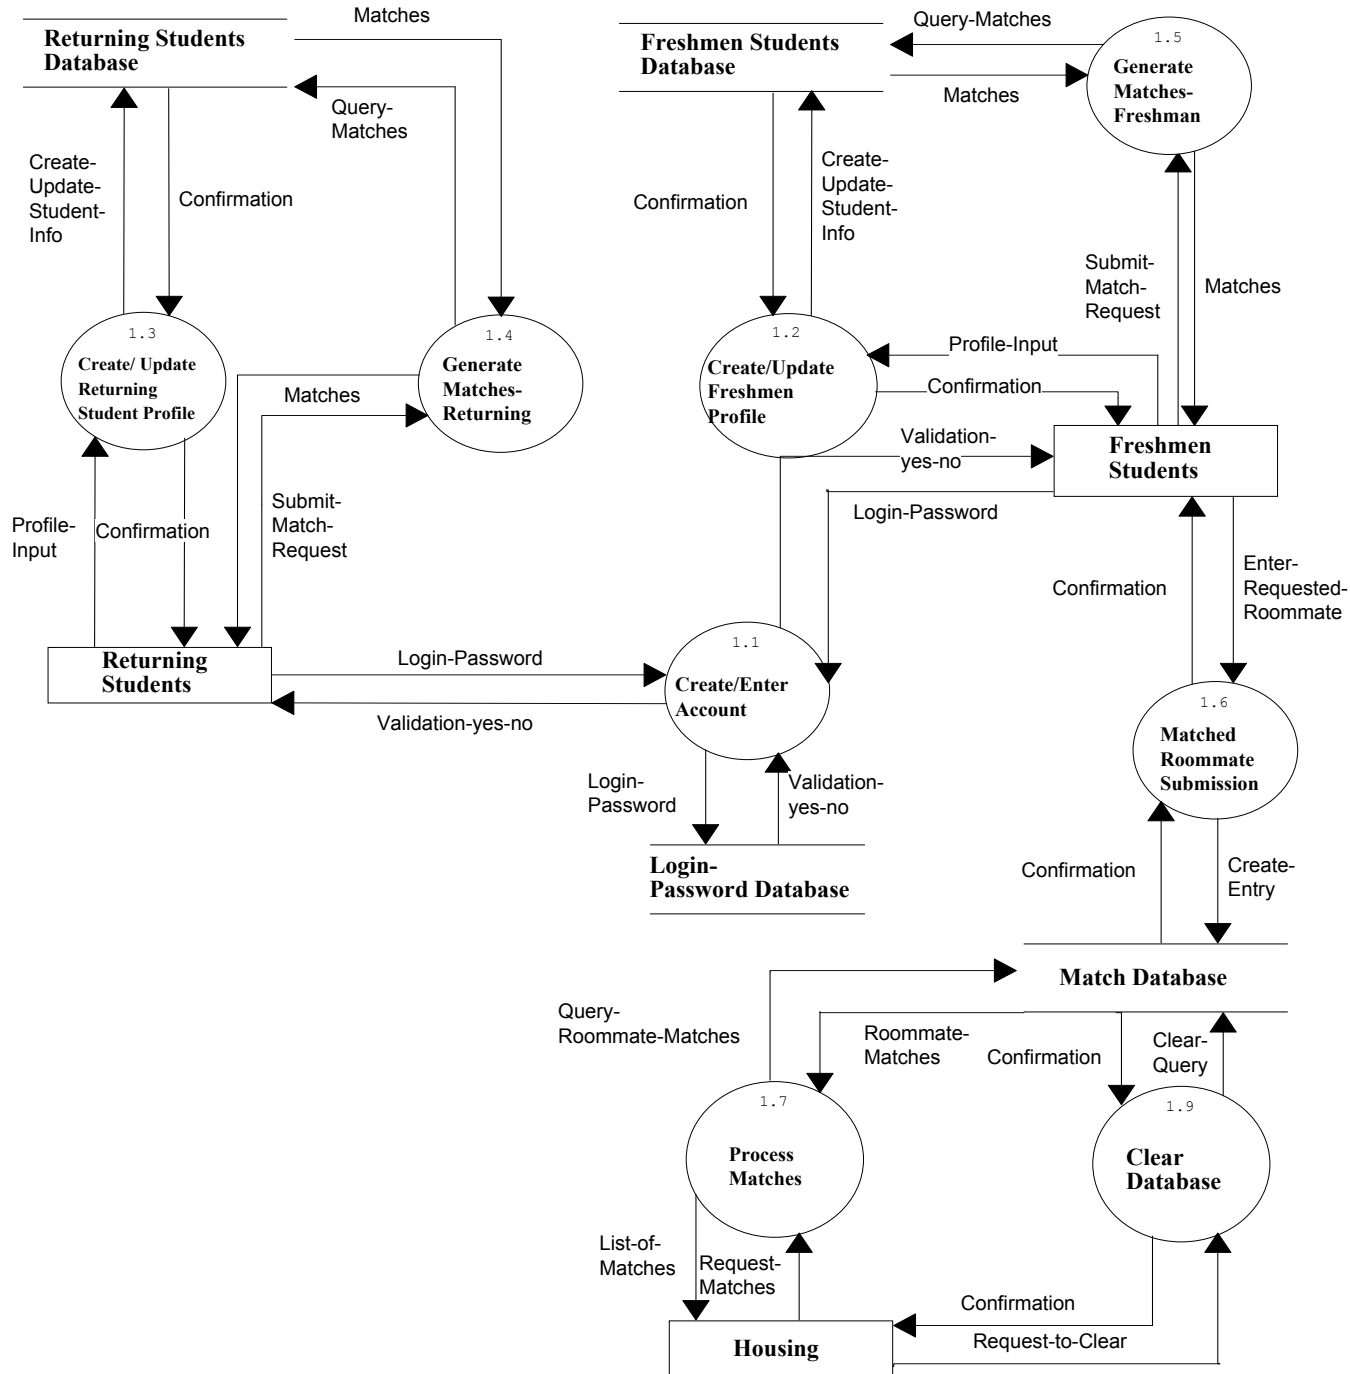 Matches
Returning Students
Database
Query-
Matches
Create-
Update-
Student-
Info
Confirmation
Freshmen Students
Database
Query-Matches
Matches
1.5
Generate
Matches-
Freshman
Confirmation
Create-
Update-
Student-
Info
Submit-
Match-
Request
Matches
1.3
Create/ Update
Returning
Student Profile
1.4
Generate
Matches-
Returning
Matches
1.2
Create/Update
Freshmen
Profile
Profile-Input
Confirmation
Validation-
yes-no
Freshmen
Students
Login-Password
Profile-
Input
Confirmation
Submit-
Match-
Request
Confirmation
Enter-
Requested-
Roommate
Returning
Students
Login-Password
Validation-yes-no
1.1
Create/Enter
Account
1.6
Matched
Roommate
Submission
Login-
Password
Validation-
yes-no
Login-
Password Database
Confirmation
Create-
Entry
Match Database
Query-
Roommate-Matches
Roommate-
Matches
Confirmation
Clear-
Query
1.7
Process
Matches
1.9
Clear
Database
List-of-
Matches
Request-
Matches
Confirmation
Request-to-Clear
Housing